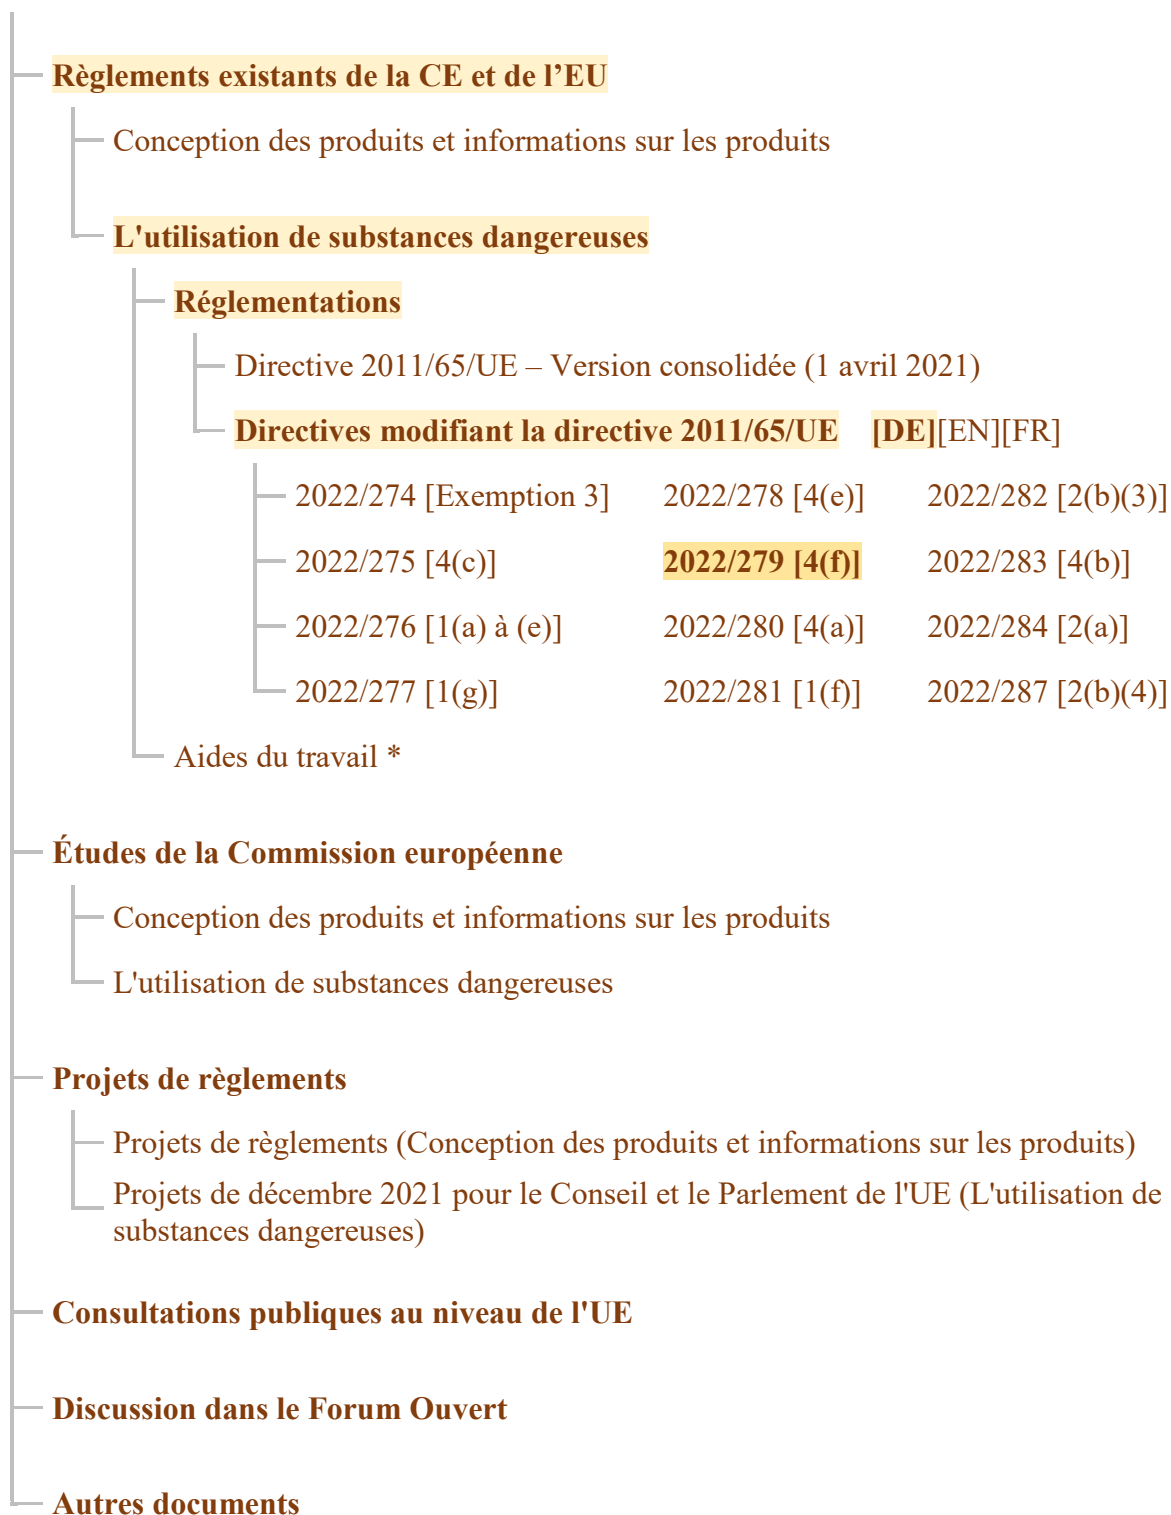 Règlements existants de la CE et de l’EU
Conception des produits et informations sur les produits
L'utilisation de substances dangereuses
Réglementations
Directive 2011/65/UE – Version consolidée (1 avril 2021)
Directives modifiant la directive 2011/65/UE [DE][EN][FR]
2022/274 [Exemption 3] 2022/278 [4(e)] 2022/282 [2(b)(3)]
2022/275 [4(c)] 2022/279 [4(f)] 2022/283 [4(b)]
2022/276 [1(a) à (e)] 2022/280 [4(a)] 2022/284 [2(a)]
2022/277 [1(g)] 2022/281 [1(f)] 2022/287 [2(b)(4)]
Aides du travail *
Études de la Commission européenne
Conception des produits et informations sur les produits
L'utilisation de substances dangereuses
Projets de règlements
Projets de règlements (Conception des produits et informations sur les produits)
Projets de décembre 2021 pour le Conseil et le Parlement de l'UE (L'utilisation de
substances dangereuses)
Consultations publiques au niveau de l'UE
Discussion dans le Forum Ouvert
Autres documents